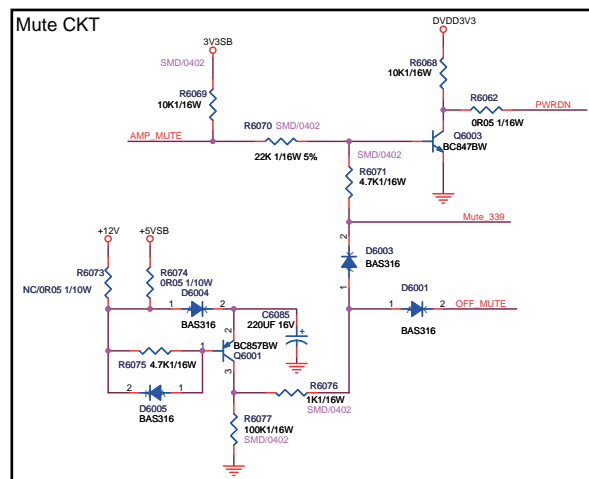 Mute CKT
DVDD3V3
3V3SB
SMD/0402
R6068
10K1/16W
R6069
10K1/16W
R6062
PWRDN
0R05 1/16W
R6070 SMD/0402
AMP_MUTE
22K 1/16W 5%
Q6003
BC847BW
SMD/0402
R6071
4.7K1/16W
Mute_339
+12V
+5VSB
2
D6003
BAS316
1
R6073
NC/0R05 1/10W
R6074
0R05 1/10W
D6004
1
2
BAS316
D6001
1
2
OFF_MUTE
BAS316
C6085
220UF 16V
2
BC857BW
1
Q6001
3
R6075
4.7K1/16W
2
1
D6005
BAS316
R6076
1K1/16W
SMD/0402
R6077
100K1/16W
SMD/0402